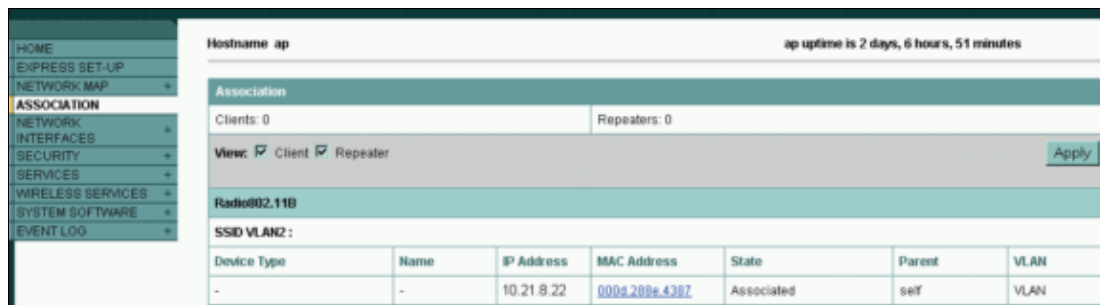 HOME
EXPRESS SET-UP
NETWORK MAP +
ASSOCIATION
NETWORK
INTERFACES +
SECURITY +
SERVICES +
WIRELESS SERVICES +
SYSTEM SOFTWARE +
EVENT LOG +
Hostname ap ap uptime is 2 days, 6 hours, 51 minutes
Association
Clients: 0 Repeaters: 0
View: Client Repeater Apply
Radio802.11B
SSID VLAN2 :
Device Type Name IP Address MAC Address State Parent VLAN
- - 10.21.8.22 000d.288e.4387 Associated self VLAN